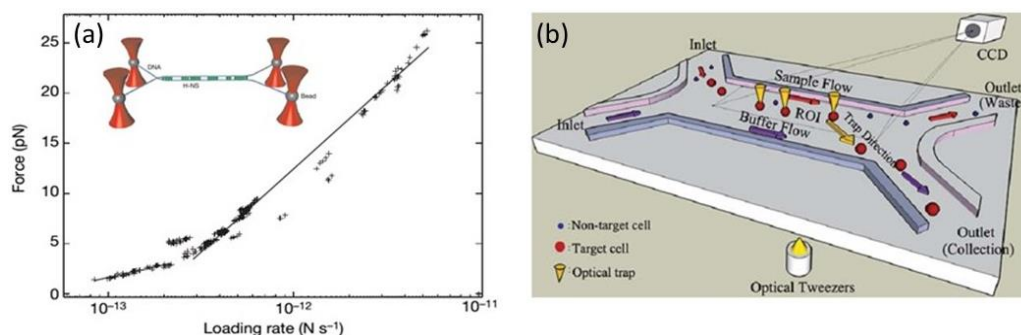 (a)
25
20
15
10
5
0
Force (pN)
DNA
H-NS
Bead
10-13
10-12
10-11
Loading rate (N s-1)
(b)
CCD
Inlet
Outlet
(Waste)
Sample Flow
ROI
Inlet
Buffer Flow
Trap Direction
Non-target cell
:Target cell
: Optical trap
Outlet
(Collection)
Optical Tweezers